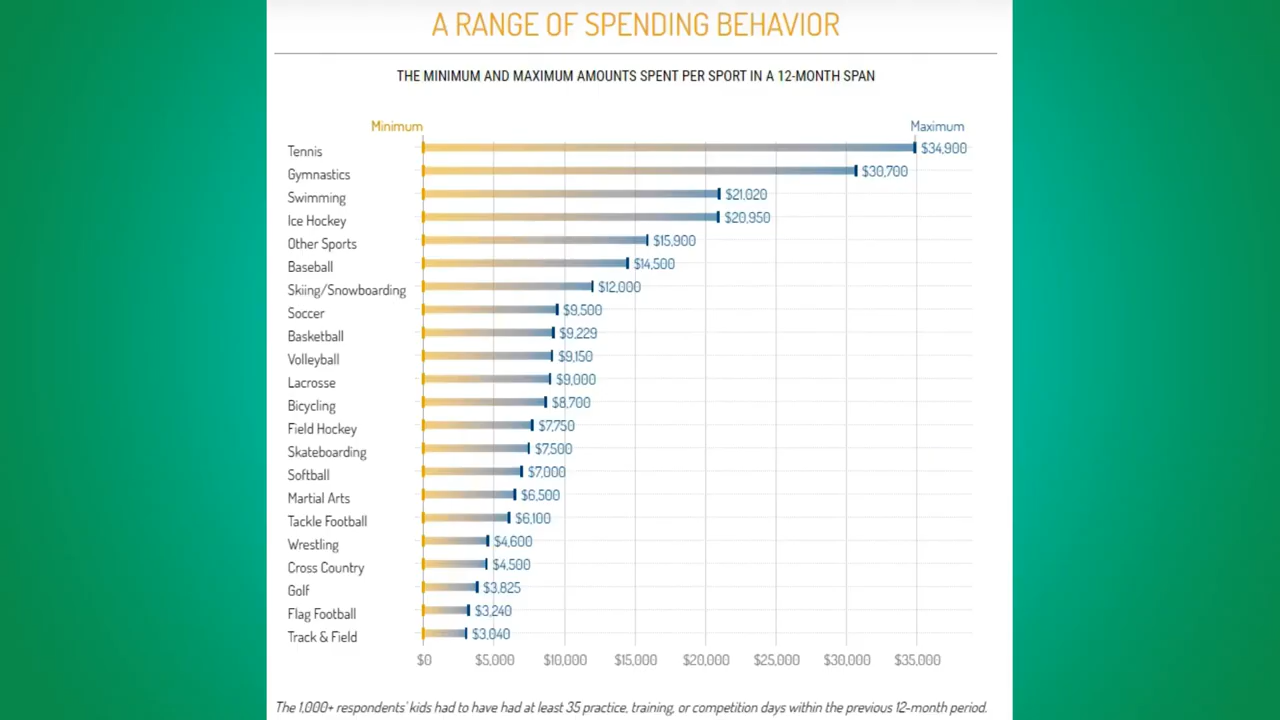 A RANGE OF SPENDING BEHAVIOR
THE MINIMUM AND MAXIMUM AMOUNTS SPENT PER SPORT IN A 12-MONTH SPAN
Minimum Maximum
Tennis $34,900
Gymnastics $30,700
Swimming $21,020
Ice Hockey $20,950
Other Sports $15,900
Baseball $14,500
Skiing/Snowboarding $12,000
Soccer $9,500
Basketball $9,229
Volleyball $9,150
Lacrosse $9,000
Bicycling $8,700
Field Hockey $7,750
Skateboarding $7,500
Softball $7,000
Martial Arts $6,500
Tackle Football $6,100
Wrestling $4,600
Cross Country $4,500
Golf $3,825
Flag Football $3,240
Track & Field $3,040
$0 $5,000 $10,000 $15,000 $20,000 $25,000 $30,000 $35,000
The 1,000+ respondents' kids had to have had at least 35 practice, training, or competition days within the previous 12-month period.